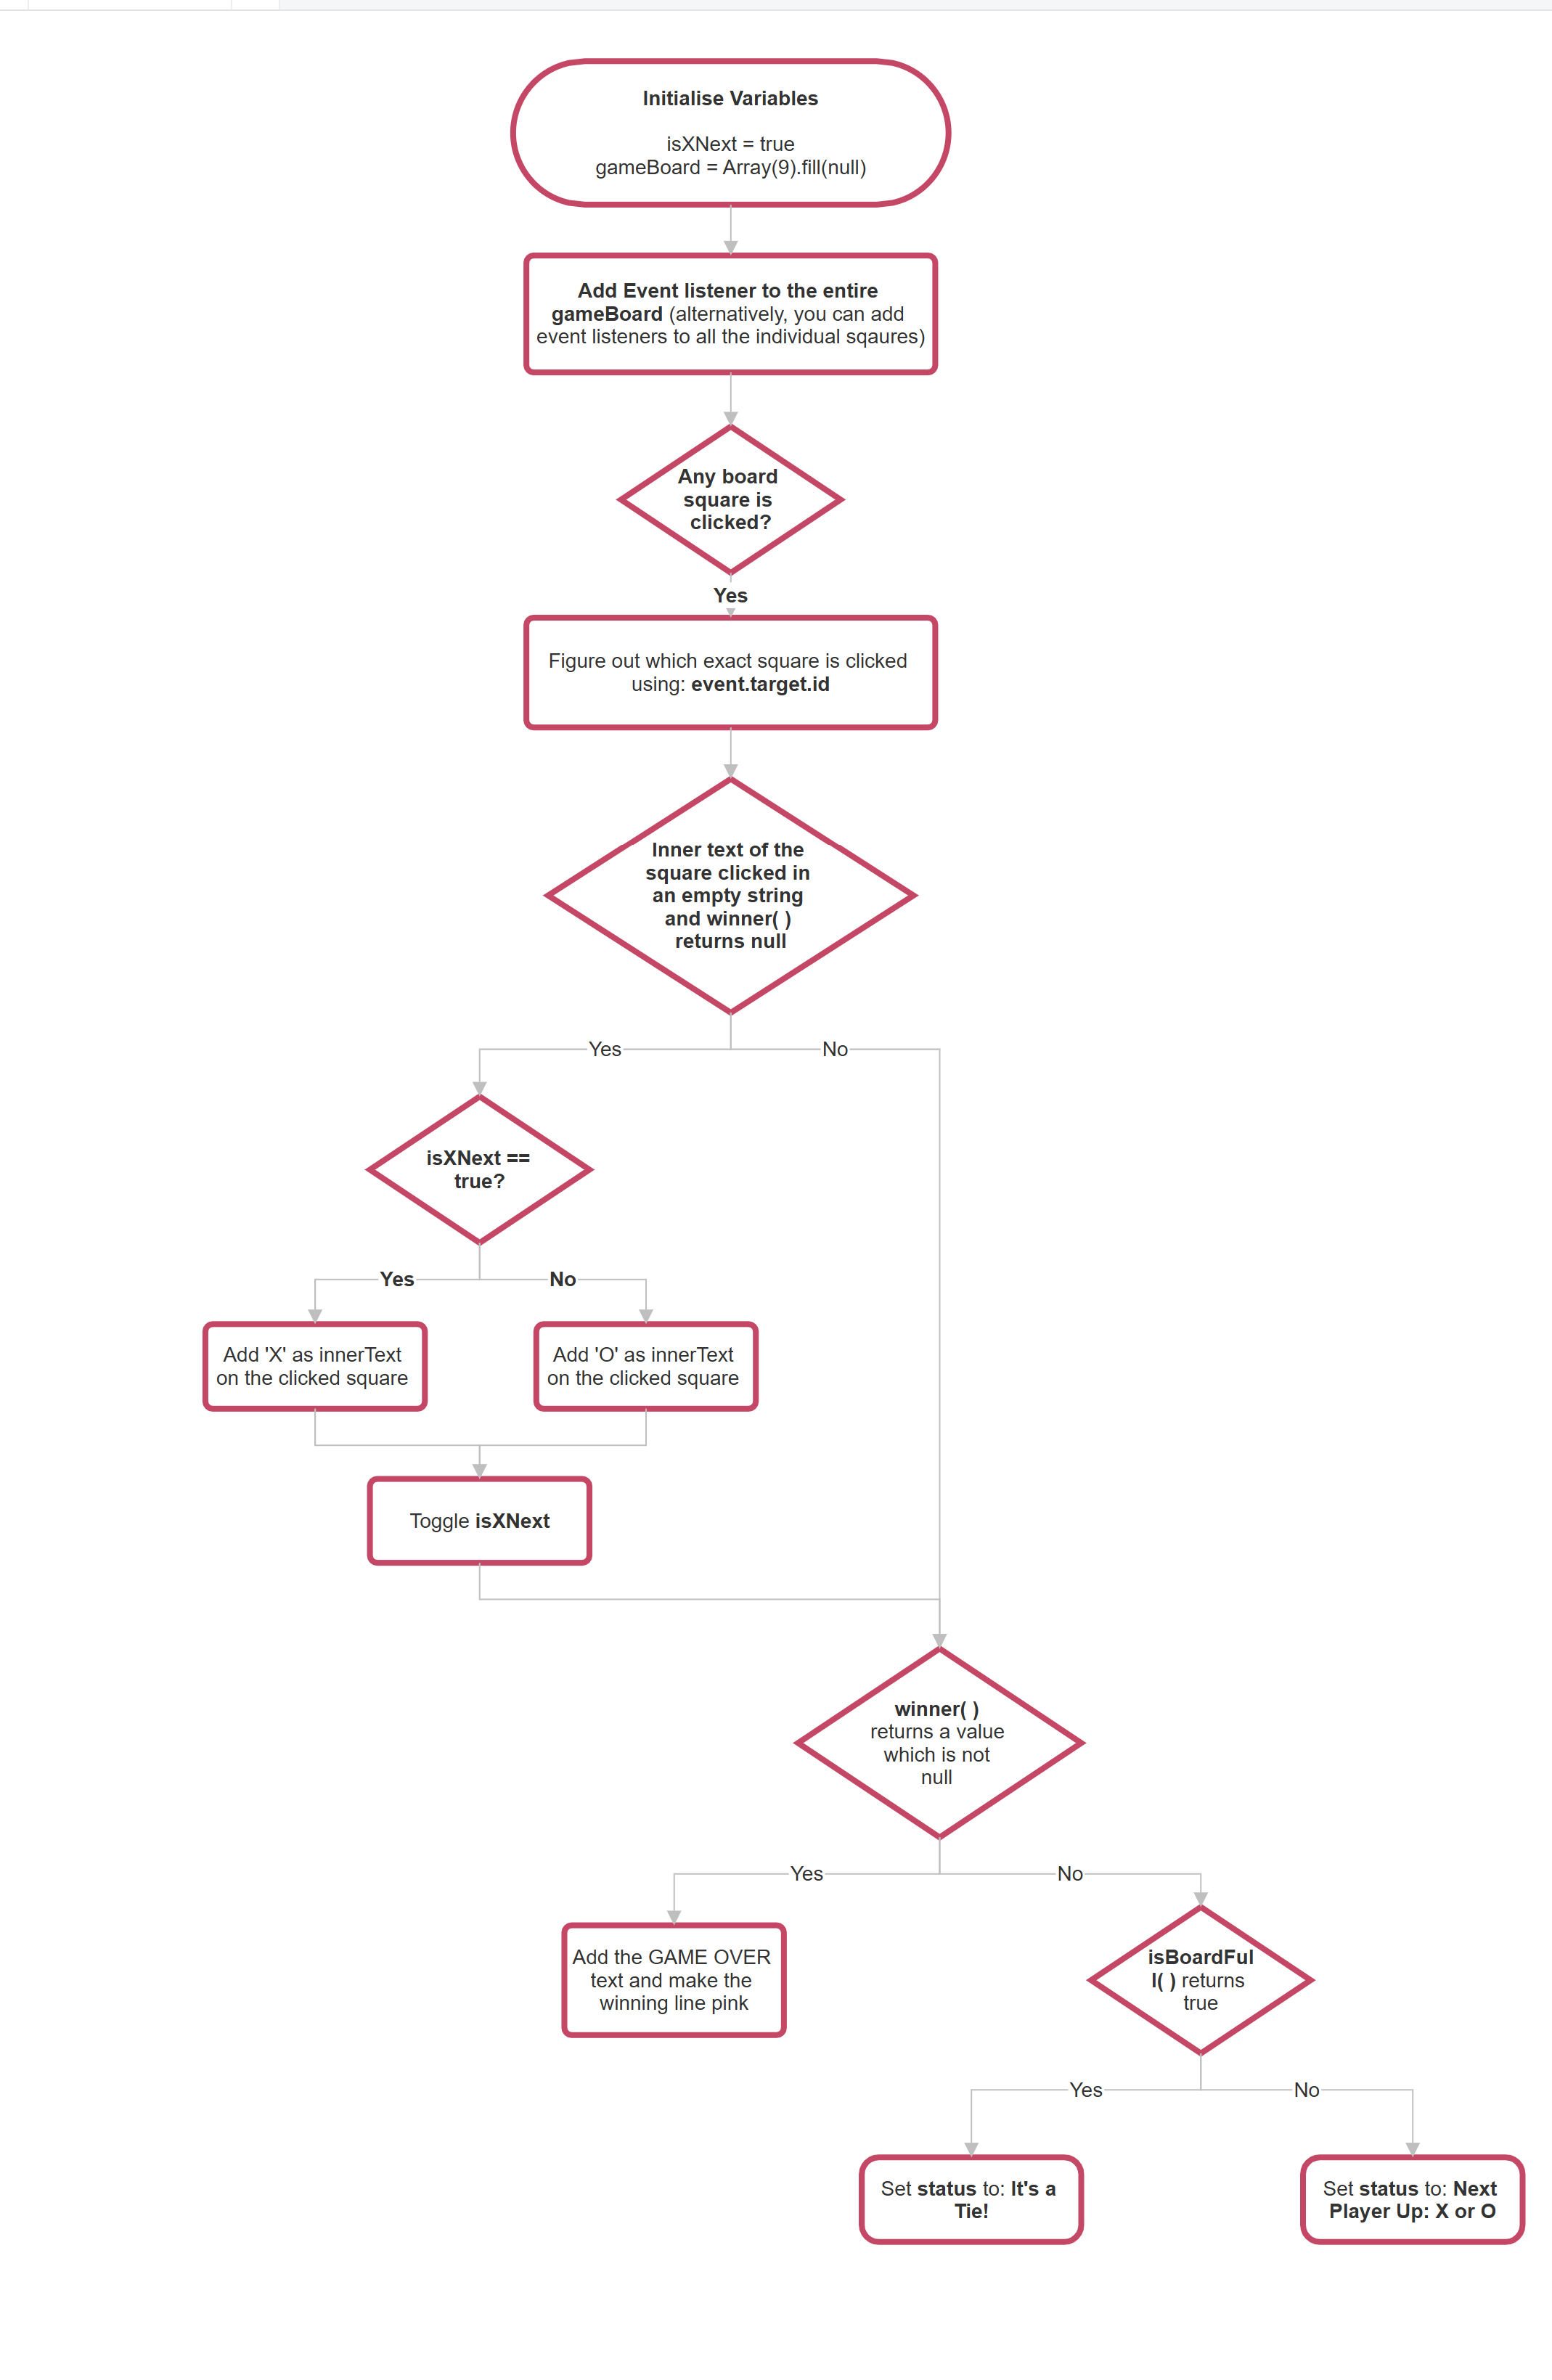 Initialise Variables
isXNext = true
gameBoard = Array(9).fill(null)
Add Event listener to the entire
gameBoard (alternatively, you can add
event listeners to all the individual sqaures)
Any board
square is
clicked?
Yes
Figure out which exact square is clicked
using: event.target.id
Inner text of the
square clicked in
an empty string
and winner( )
returns null
Yes
No
isXNext ==
true?
Yes
No
Add 'X' as innerText
on the clicked square
Add 'O' as innerText
on the clicked square
Toggle isXNext
winner( )
returns a value
which is not
null
Yes
No
Add the GAME OVER
text and make the
winning line pink
isBoardFul
l( ) returns
true
Yes
No
Set status to: It's a
Tie!
Set status to: Next
Player Up: X or O